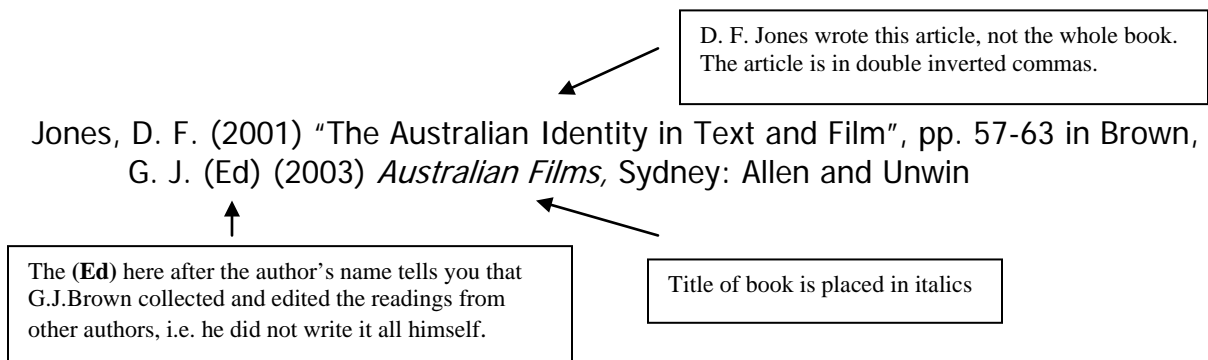 D. F. Jones wrote this article, not the whole book.
The article is in double inverted commas.
Jones, D. F. (2001) “The Australian Identity in Text and Film”, pp. 57-63 in Brown,
G. J. (Ed) (2003) Australian Films, Sydney: Allen and Unwin
The (Ed) here after the author’s name tells you that
G.J.Brown collected and edited the readings from
other authors, i.e. he did not write it all himself.
Title of book is placed in italics